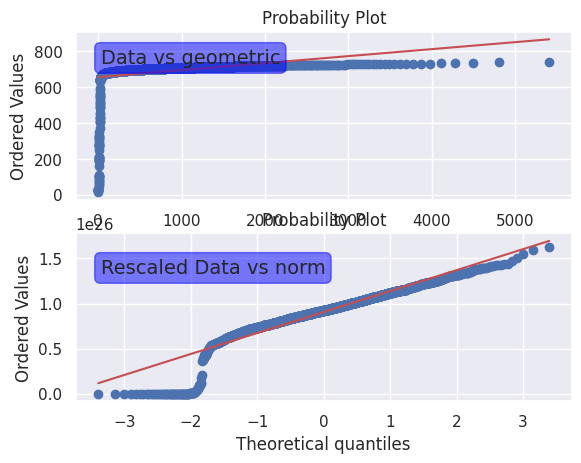 Probability Plot
Data vs geometric
Ordered Values
800
600
400
200
0
0 1000 2000 3000 4000 5000
Probability Plot
1e26
Rescaled Data vs norm
Ordered Values
1.5
1.0
0.5
0.0
−3 −2 −1 0 1 2 3
Theoretical quantiles